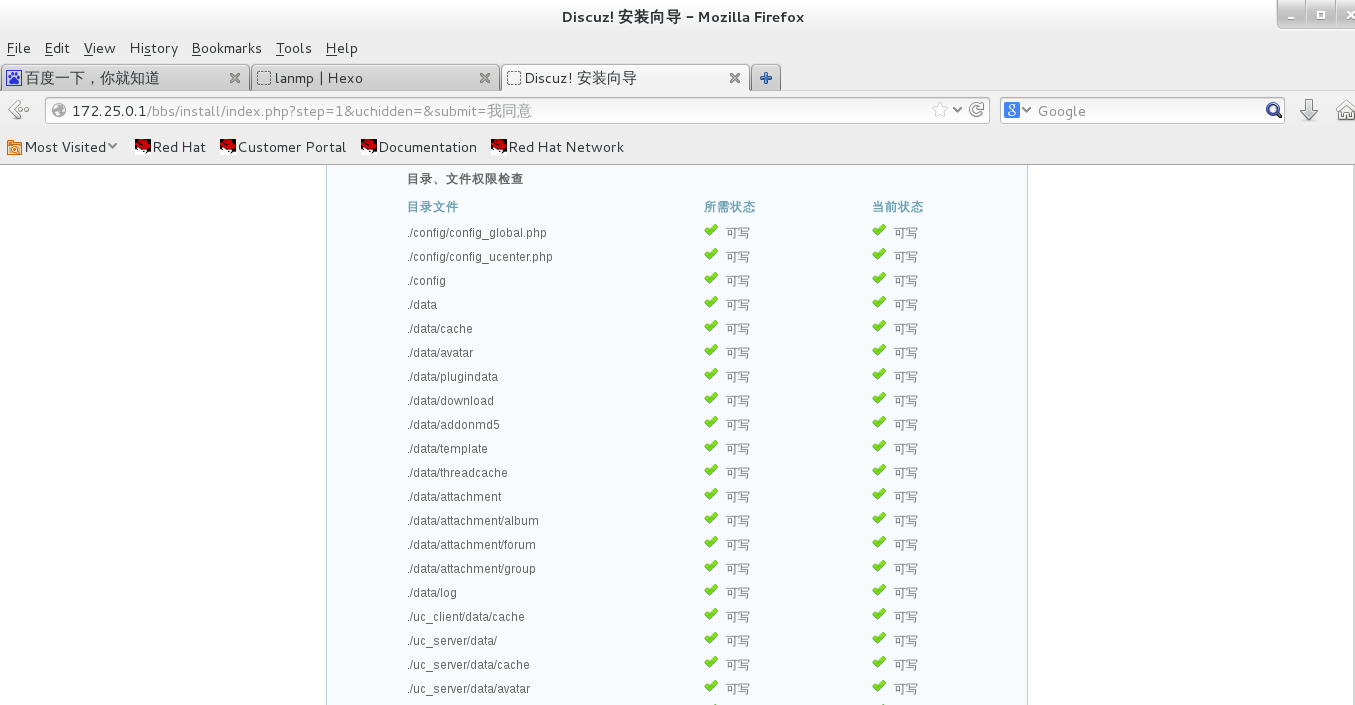 Discuz! 安装向导 - Mozilla Firefox
File Edit View History Bookmarks Tools Help
百度一下，你就知道 lanmp | Hexo Discuz! 安装向导
172.25.0.1/bbs/install/index.php?step=1&uchidden=&submit=我同意 8 Google
Most Visited Red Hat Customer Portal Documentation Red Hat Network
目录、文件权限检查
目录文件 所需状态 当前状态
./config/config_global.php 可写 可写
./config/config_ucenter.php 可写 可写
./config 可写 可写
./data 可写 可写
./data/cache 可写 可写
./data/avatar 可写 可写
./data/plugindata 可写 可写
./data/download 可写 可写
./data/addonmd5 可写 可写
./data/template 可写 可写
./data/threadcache 可写 可写
./data/attachment 可写 可写
./data/attachment/album 可写 可写
./data/attachment/forum 可写 可写
./data/attachment/group 可写 可写
./data/log 可写 可写
./uc_client/data/cache 可写 可写
./uc_server/data/ 可写 可写
./uc_server/data/cache 可写 可写
./uc_server/data/avatar 可写 可写